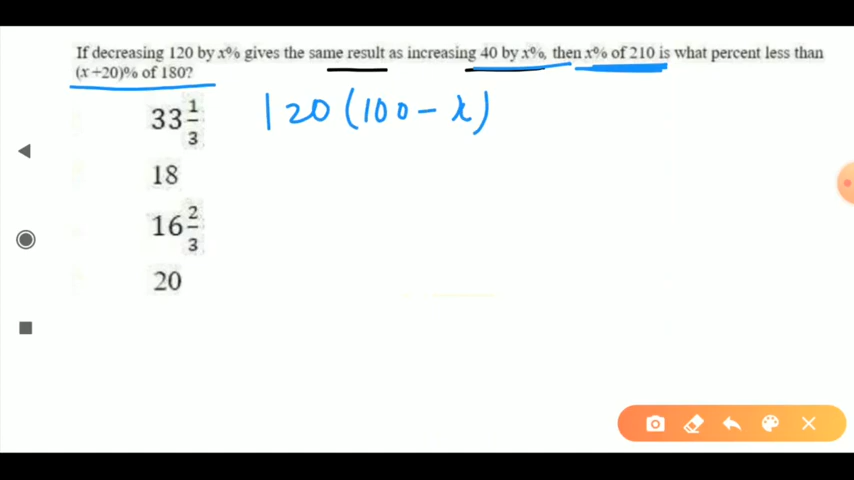 If decreasing 120 by x% gives the same result as increasing 40 by x%, then x% of 210 is what percent less than
(x+20)% of 180?
33 1/3
120(100-x)
18
16 2/3
20